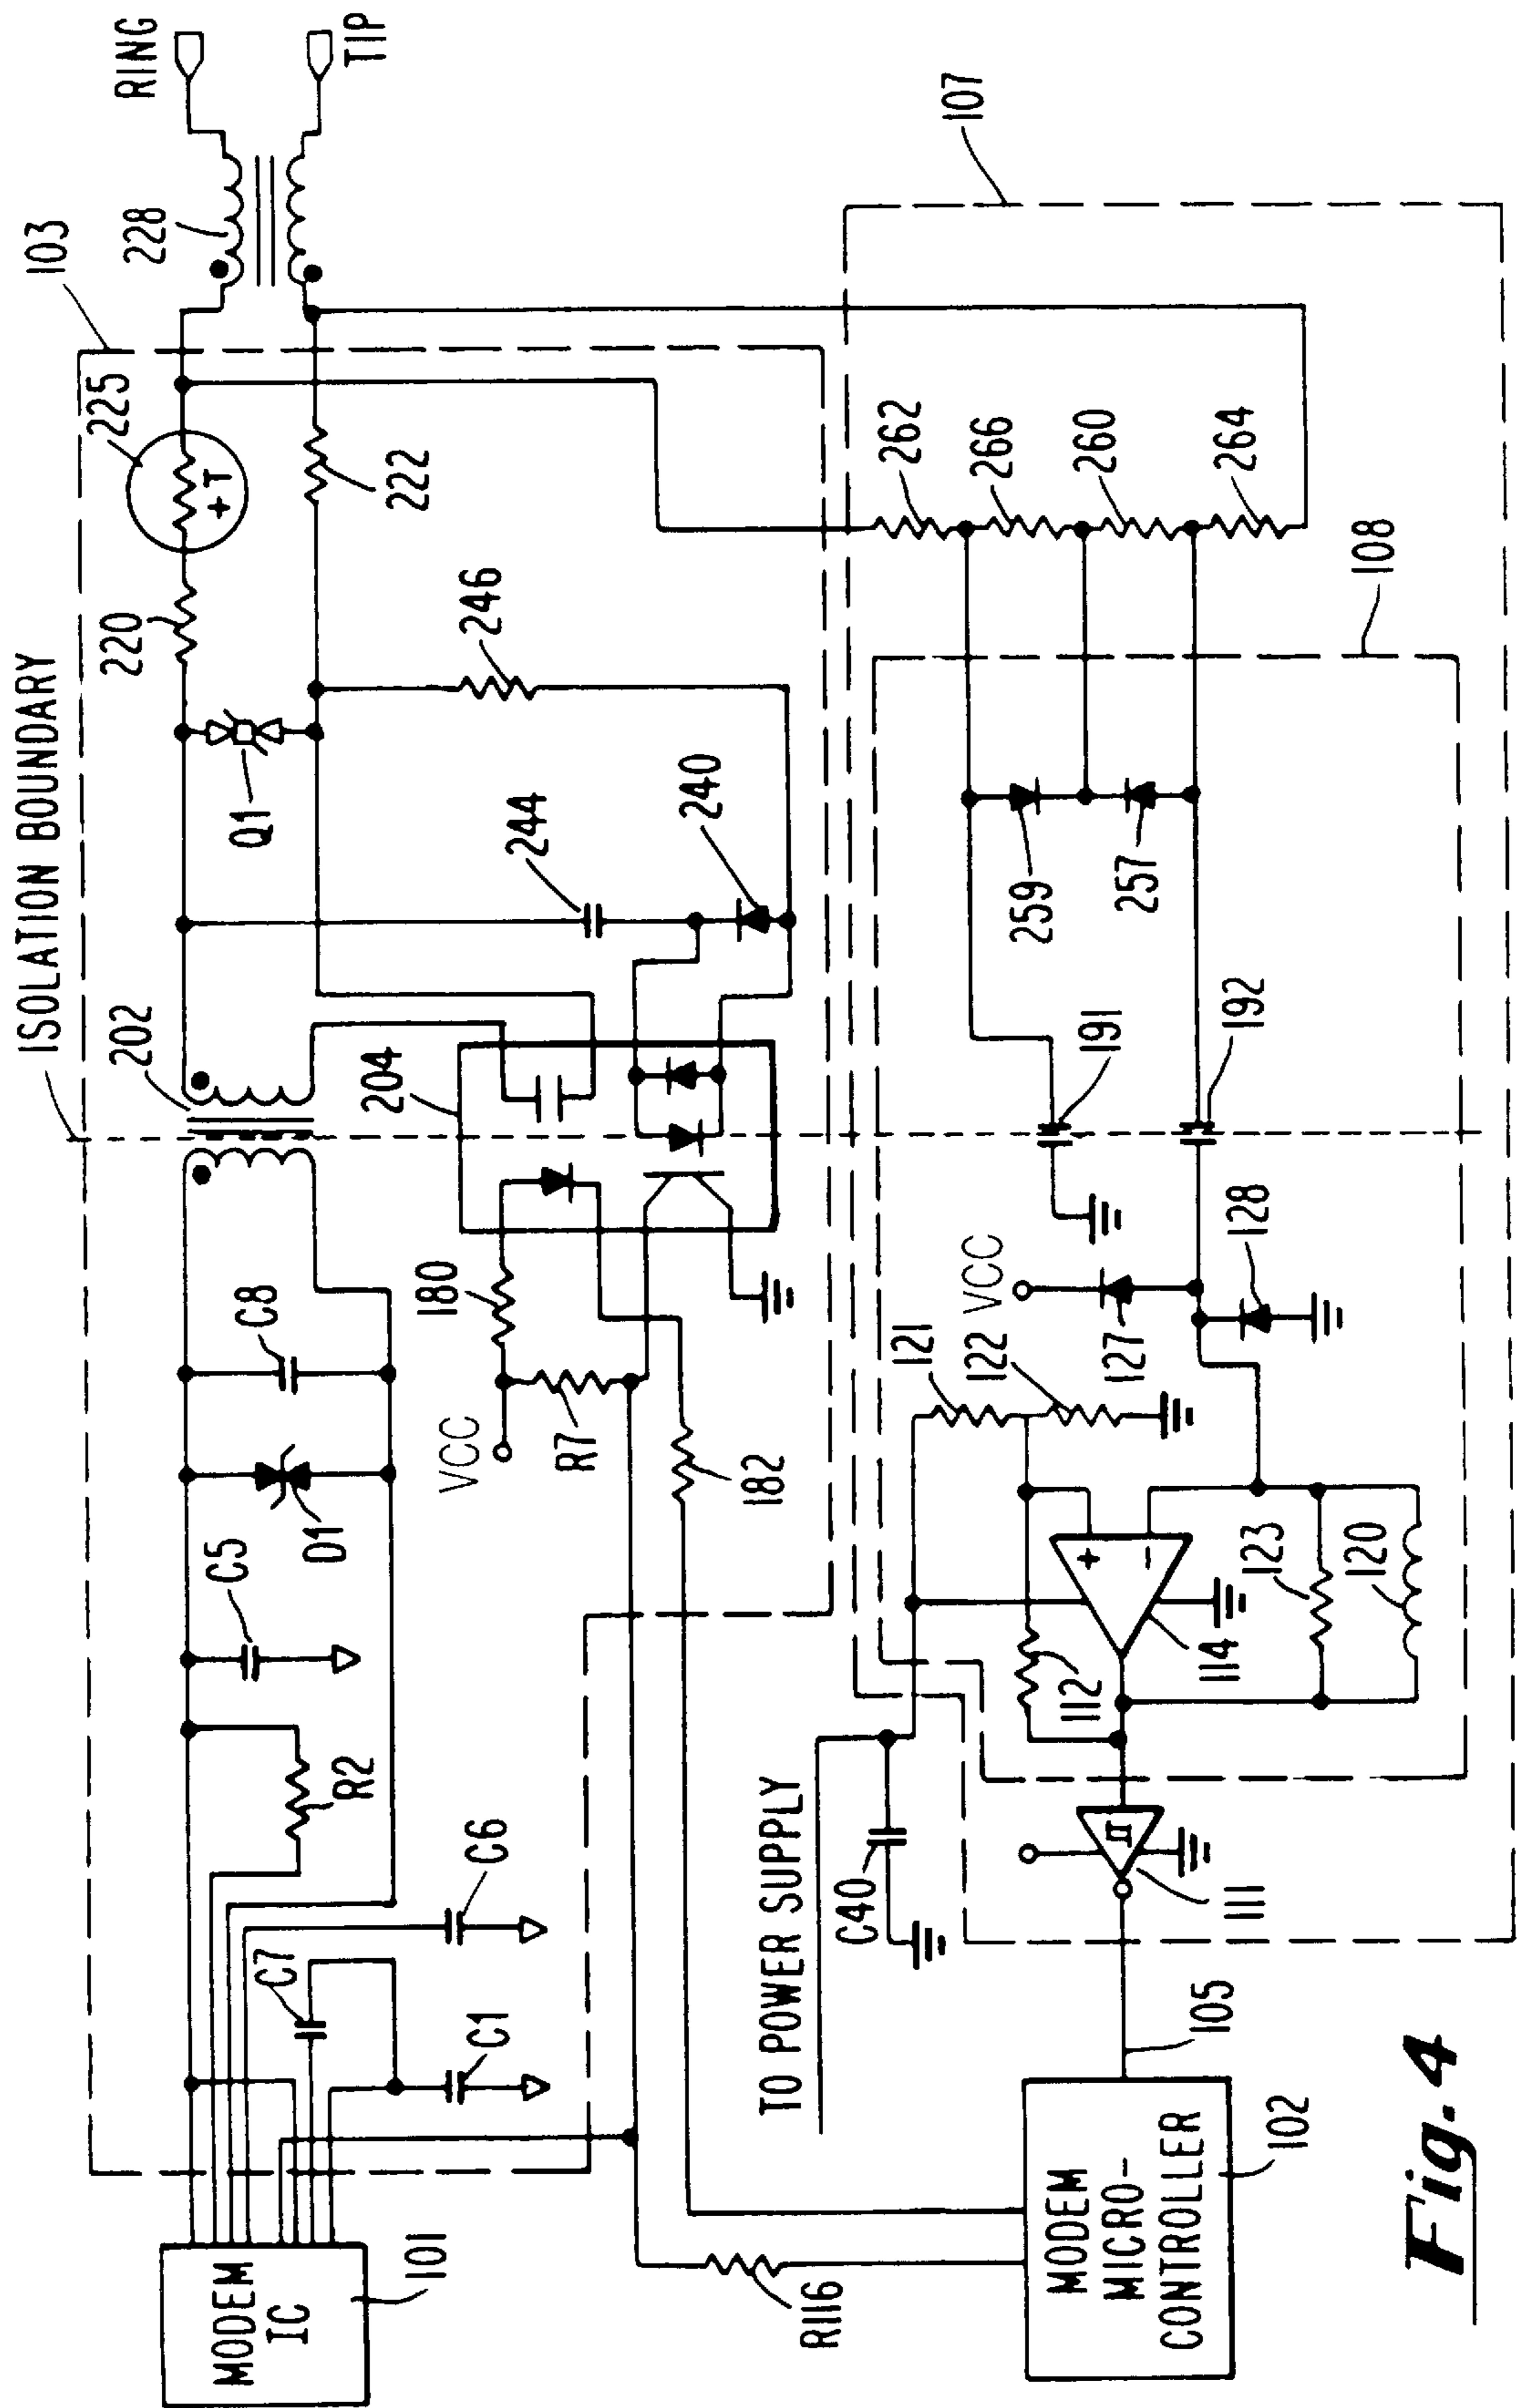 ISOLATION BOUNDARY
RING
TIP
228
103
225
+T
220
222
202
Q1
246
244
240
204
C8
D1
C5
R2
C6
C7
C1
MODEM
IC
101
180
VCC
R7
182
R116
107
262
266
260
264
108
259
257
191
192
VCC
127
128
121
122
+
−
112
114
123
120
TO POWER SUPPLY
C40
111
105
MODEM
MICRO-
CONTROLLER
102
Fig. 4